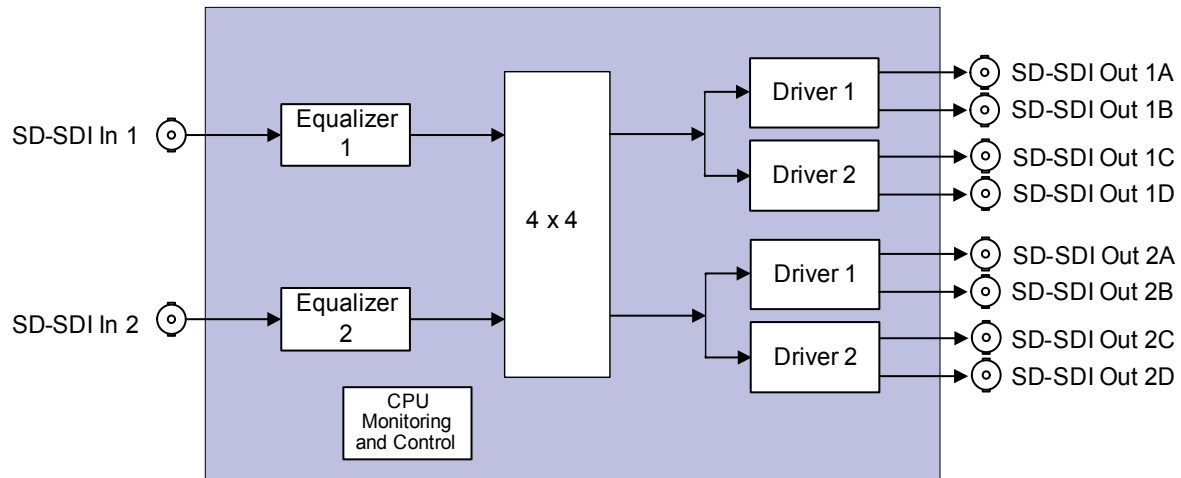 SD-SDI In 1
Equalizer
1
SD-SDI In 2
Equalizer
2
4 x 4
CPU
Monitoring
and Control
Driver 1
Driver 2
Driver 1
Driver 2
SD-SDI Out 1A
SD-SDI Out 1B
SD-SDI Out 1C
SD-SDI Out 1D
SD-SDI Out 2A
SD-SDI Out 2B
SD-SDI Out 2C
SD-SDI Out 2D